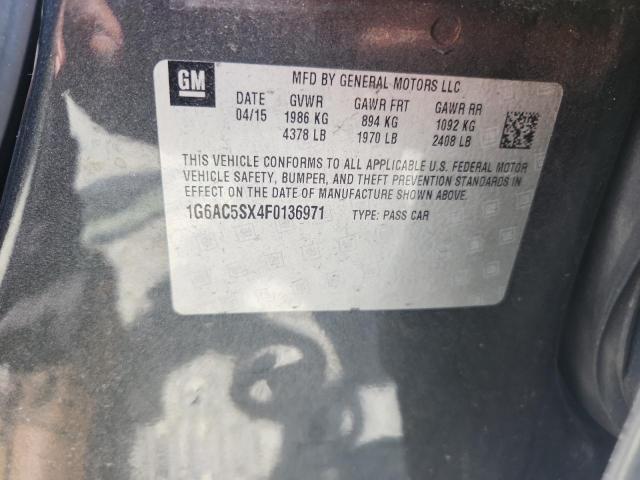 GM MFD BY GENERAL MOTORS LLC
DATE GVWR GAWR FRT GAWR RR
04/15 1986 KG 894 KG 1092 KG
4378 LB 1970 LB 2408 LB
THIS VEHICLE CONFORMS TO ALL APPLICABLE U.S. FEDERAL MOTOR
VEHICLE SAFETY, BUMPER, AND THEFT PREVENTION STANDARDS IN
EFFECT ON THE DATE OF MANUFACTURE SHOWN ABOVE.
1G6AC5SX4F0136971 TYPE: PASS CAR